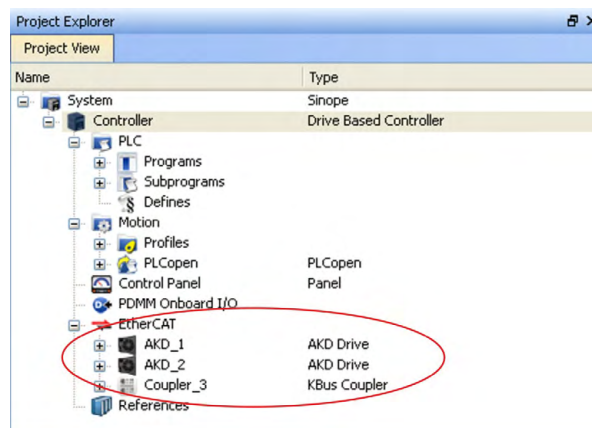 Project Explorer
Project View
Name Type
System Sinope
Controller Drive Based Controller
PLC
Programs
Subprograms
Defines
Motion
Profiles
PLCopen PLCopen
Control Panel Panel
PDMM Onboard I/O
EtherCAT
AKD_1 AKD Drive
AKD_2 AKD Drive
Coupler_3 KBus Coupler
References